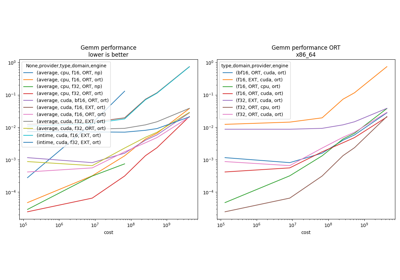 Gemm performance
lower is better
None,provider,type,domain,engine
(average, cpu, f16, ORT, np)
(average, cpu, f16, ORT, ort)
(average, cpu, f32, ORT, np)
(average, cpu, f32, ORT, ort)
(average, cuda, bf16, ORT, ort)
(average, cuda, f16, EXT, ort)
(average, cuda, f16, ORT, ort)
(average, cuda, f32, EXT, ort)
(average, cuda, f32, ORT, ort)
(intime, cuda, f16, EXT, ort)
(intime, cuda, f32, EXT, ort)
10⁰
10⁻¹
10⁻²
10⁻³
10⁻⁴
10⁵
10⁶
10⁷
10⁸
10⁹
cost
Gemm performance ORT
x86_64
type,domain,provider,engine
(bf16, ORT, cuda, ort)
(f16, EXT, cuda, ort)
(f16, ORT, cpu, ort)
(f16, ORT, cuda, ort)
(f32, EXT, cuda, ort)
(f32, ORT, cpu, ort)
(f32, ORT, cuda, ort)
10⁰
10⁻¹
10⁻²
10⁻³
10⁻⁴
10⁵
10⁶
10⁷
10⁸
10⁹
cost